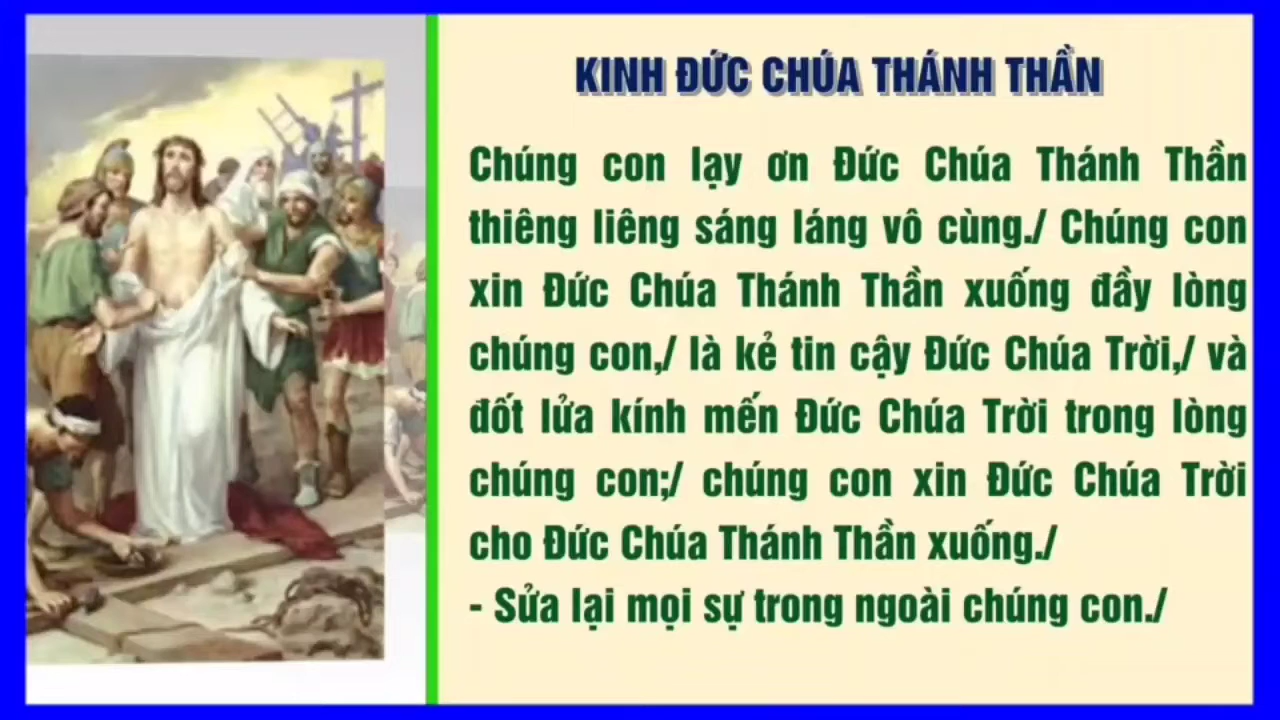 KINH ĐỨC CHÚA THÁNH THẦN
Chúng con lạy ơn Đức Chúa Thánh Thần
thiêng liêng sáng láng vô cùng./ Chúng con
xin Đức Chúa Thánh Thần xuống đầy lòng
chúng con,/ là kẻ tin cậy Đức Chúa Trời,/ và
đốt lửa kính mến Đức Chúa Trời trong lòng
chúng con;/ chúng con xin Đức Chúa Trời
cho Đức Chúa Thánh Thần xuống./
- Sửa lại mọi sự trong ngoài chúng con./